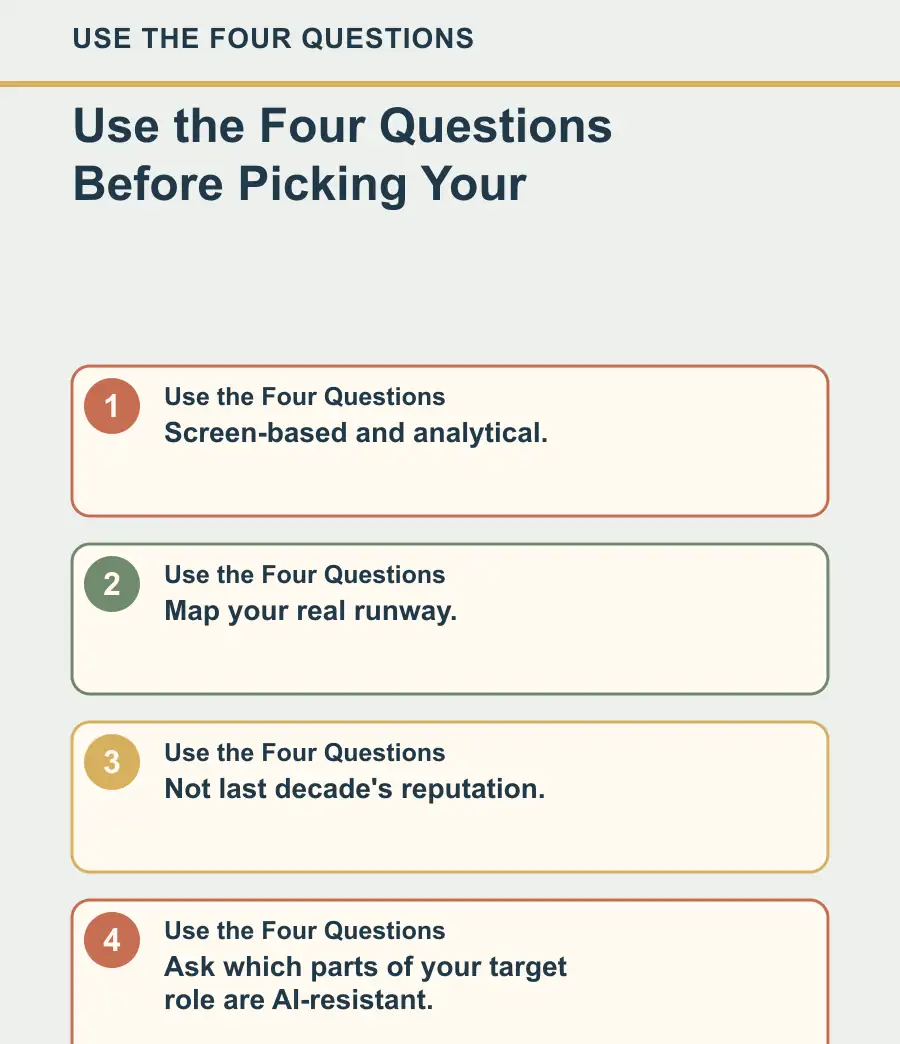 USE THE FOUR QUESTIONS
Use the Four Questions
Before Picking Your
1
Use the Four Questions
Screen-based and analytical.
2
Use the Four Questions
Map your real runway.
3
Use the Four Questions
Not last decade's reputation.
4
Use the Four Questions
Ask which parts of your target
role are AI-resistant.